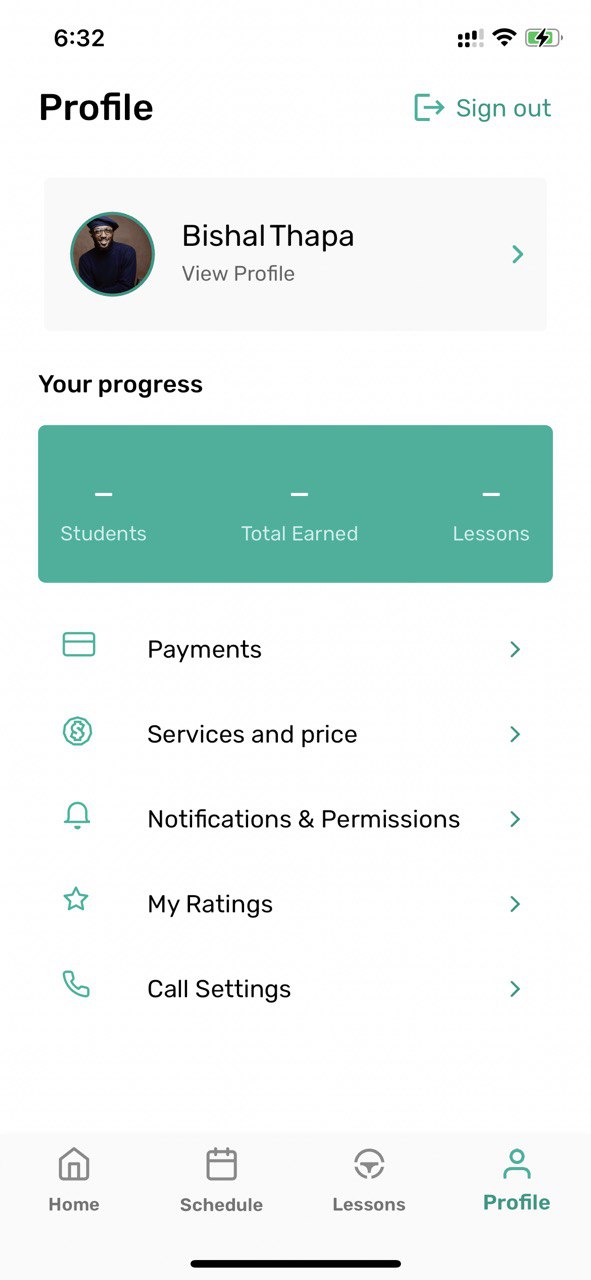 6:32
Profile
Sign out
Bishal Thapa
View Profile
Your progress
– – –
Students Total Earned Lessons
Payments
Services and price
Notifications & Permissions
My Ratings
Call Settings
Home Schedule Lessons Profile